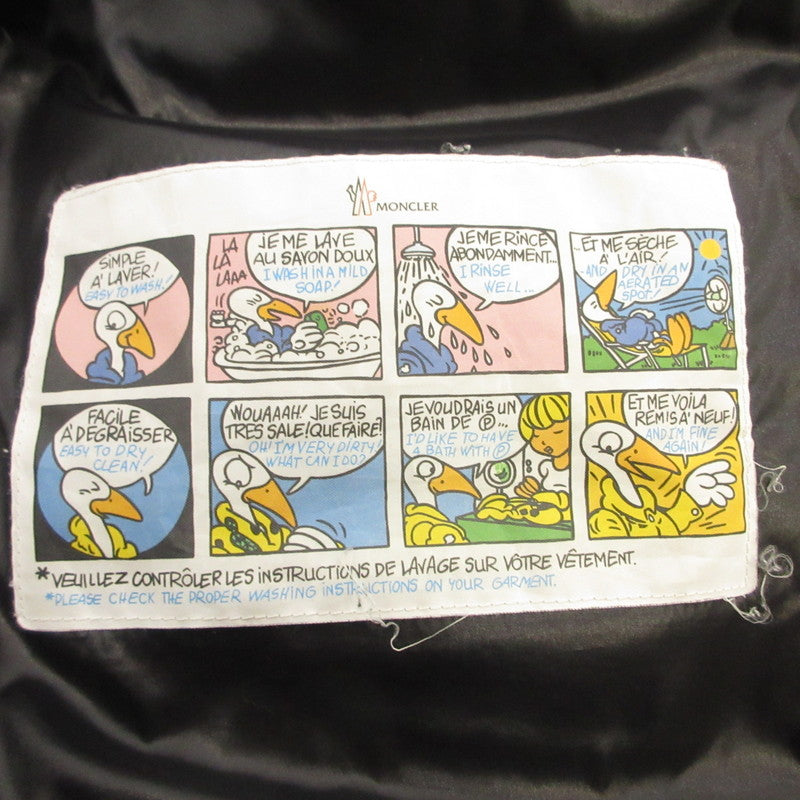 MONCLER
SIMPLE
A' LAVER!
EASY TO WASH!
LA
LA
LAAA
JE ME LAVE
AU SAVON DOUX
I WASH IN A MILD
SOAP!
JE ME RINCE
ABONDAMMENT...
I RINSE
WELL...
...ET ME SÈCHE
A' L'AIR!
AND I DRY IN AN
AERATED
SPOT!
FACILE
A' DEGRAISSER
EASY TO DRY
CLEAN!
WOUAAAH! JE SUIS
TRES SALE! QUE FAIRE?
OH! I'M VERY DIRTY!
WHAT CAN I DO?
JE VOUDRAIS UN
BAIN DE Ⓟ...
I'D LIKE TO HAVE
A BATH WITH Ⓟ
ET ME VOILA
REMIS A' NEUF!
AND I'M FINE
AGAIN!
*VEUILLEZ CONTRÔLER LES INSTRUCTIONS DE LAVAGE SUR VÔTRE VÊTEMENT.
*PLEASE CHECK THE PROPER WASHING INSTRUCTIONS ON YOUR GARMENT.